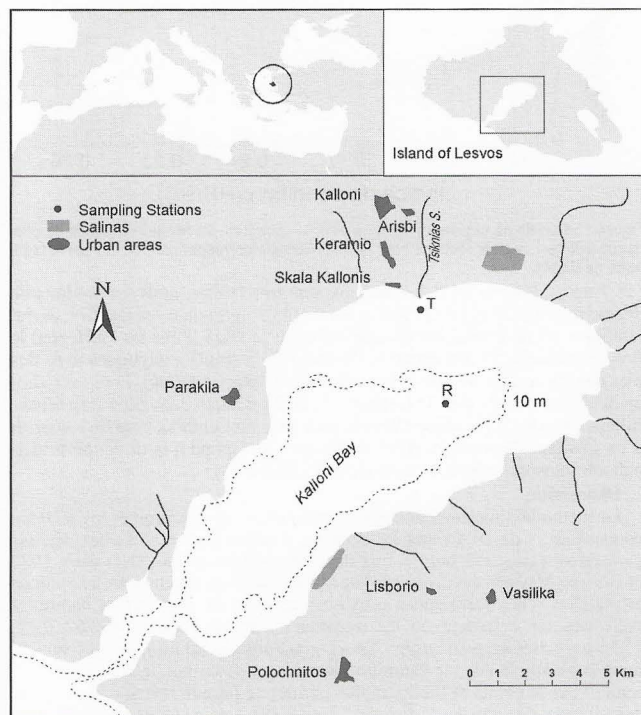 Island of Lesvos
Sampling Stations
Salinas
Urban areas
N
Kalloni
Arisbi
Keramio
Tsiknias S.
Skala Kallonis
T
Parakila
R
10 m
Kalloni Bay
Lisborio
Vasilika
Polochnitos
0 1 2 3 4 5 Km